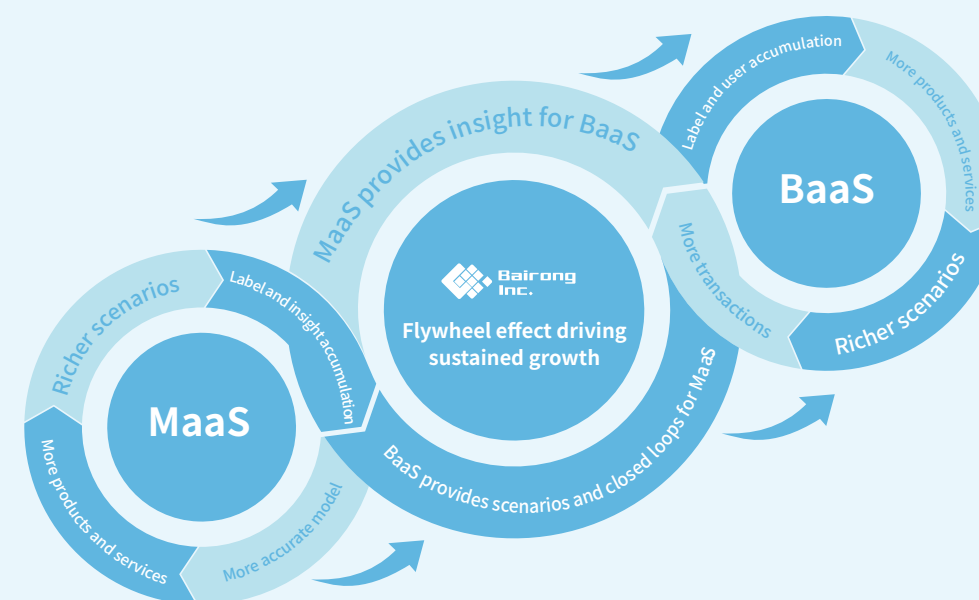 MaaS provides insight for BaaS
Bairong
Inc.
Flywheel effect driving
sustained growth
BaaS provides scenarios and closed loops for MaaS
MaaS
Richer scenarios
Label and insight accumulation
More accurate model
More products and services
BaaS
Label and user accumulation
More products and services
Richer scenarios
More transactions